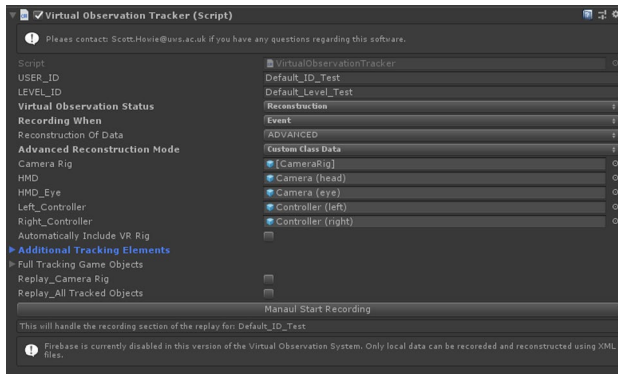 Virtual Observation Tracker (Script)
Pleaes contact: Scott.Howie@uws.ac.uk if you have any questions regarding this software.
Script VirtualObservationTracker
USER_ID Default_ID_Test
LEVEL_ID Default_Level_Test
Virtual Observation Status Reconstruction
Recording When Event
Reconstruction Of Data ADVANCED
Advanced Reconstruction Mode Custom Class Data
Camera Rig [CameraRig]
HMD Camera (head)
HMD_Eye Camera (eye)
Left_Controller Controller (left)
Right_Controller Controller (right)
Automatically Include VR Rig
Additional Tracking Elements
Full Tracking Game Objects
Replay_Camera Rig
Replay_All Tracked Objects
Manaul Start Recording
This will handle the recording section of the replay for: Default_ID_Test
Firebase is currently disabled in this version of the Virtual Observation System. Only local data can be recoreded and reconstructed using XML
files.